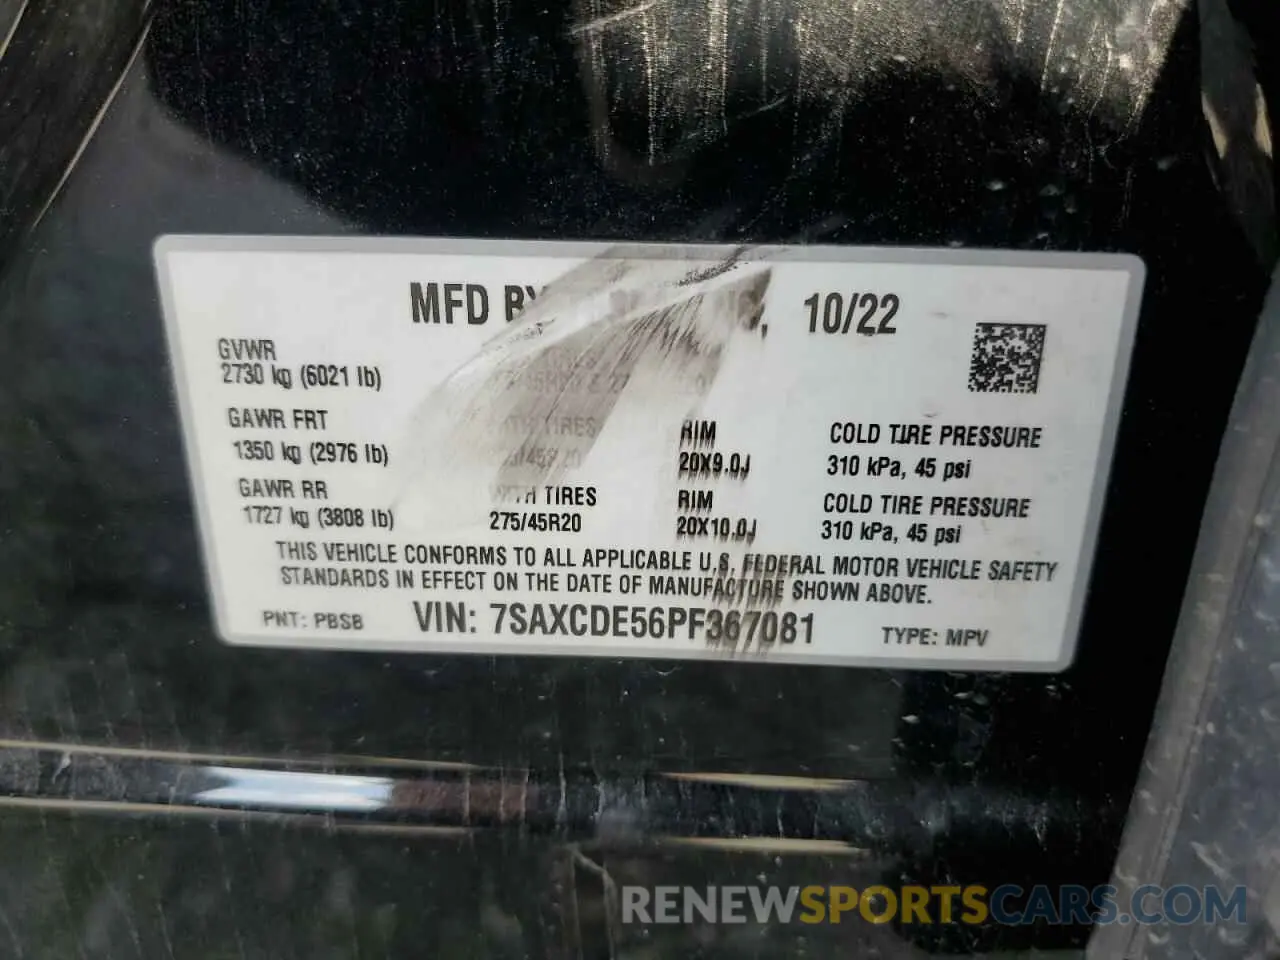 MFD BY 10/22
GVWR
2730 kg (6021 lb)
GAWR FRT
1350 kg (2976 lb)
RIM
20X9.0J
COLD TIRE PRESSURE
310 kPa, 45 psi
GAWR RR
1727 kg (3808 lb)
WITH TIRES
275/45R20
RIM
20X10.0J
COLD TIRE PRESSURE
310 kPa, 45 psi
THIS VEHICLE CONFORMS TO ALL APPLICABLE U.S. FEDERAL MOTOR VEHICLE SAFETY
STANDARDS IN EFFECT ON THE DATE OF MANUFACTURE SHOWN ABOVE.
PNT: PBSB VIN: 7SAXCDE56PF367081 TYPE: MPV
RENEWSPORTSCARS.COM